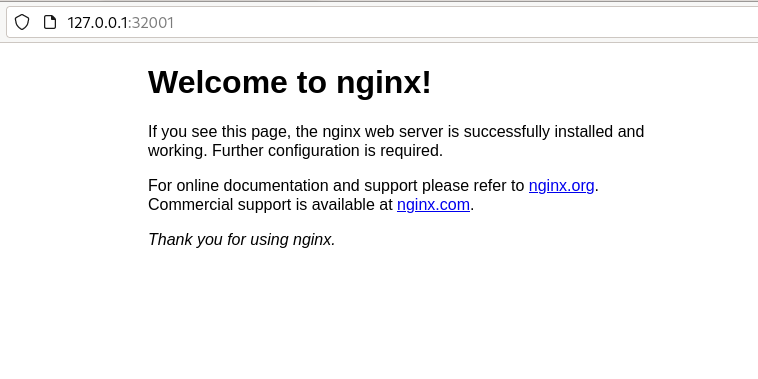 127.0.0.1:32001
Welcome to nginx!
If you see this page, the nginx web server is successfully installed and
working. Further configuration is required.
For online documentation and support please refer to nginx.org.
Commercial support is available at nginx.com.
Thank you for using nginx.